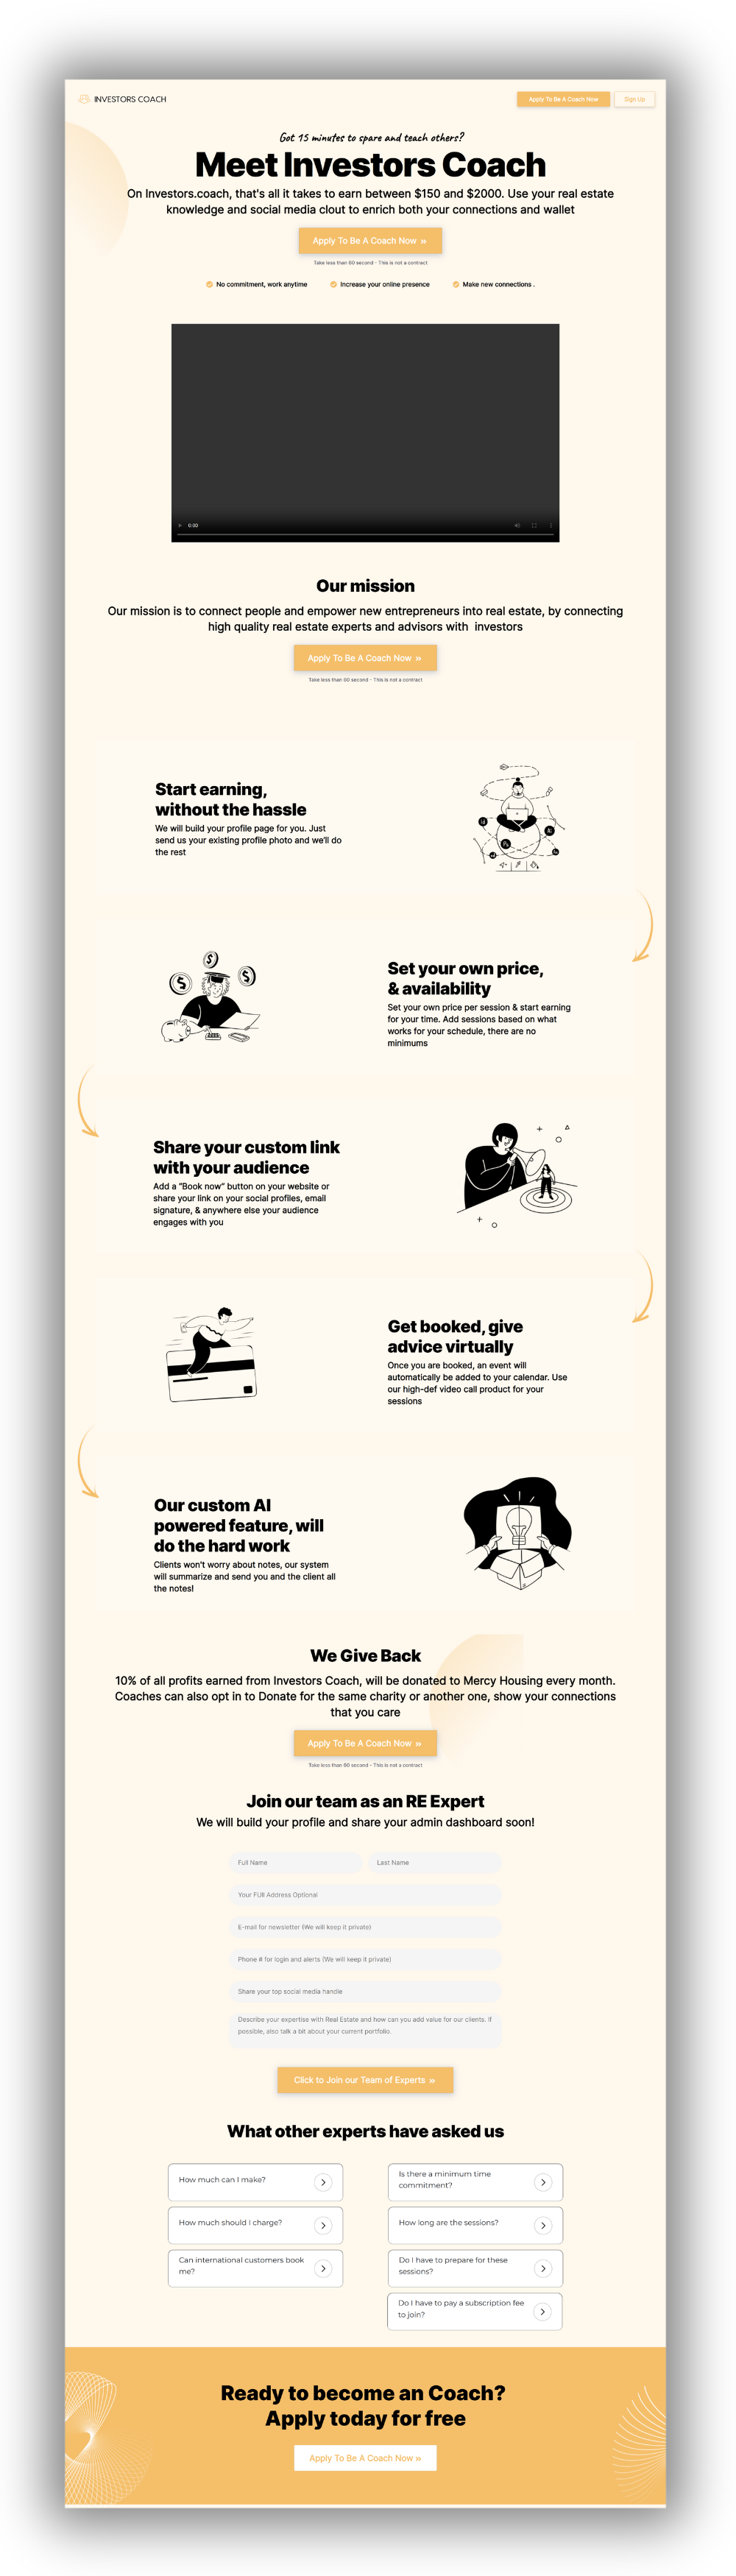 INVESTORS COACH
Apply To Be A Coach Now
Sign Up
Got 15 minutes to spare and teach others?
Meet Investors Coach
On Investors.coach, that's all it takes to earn between $150 and $2000. Use your real estate
knowledge and social media clout to enrich both your connections and wallet
Apply To Be A Coach Now »
Take less than 60 second - This is not a contract
No commitment, work anytime
Increase your online presence
Make new connections .
0:00
Our mission
Our mission is to connect people and empower new entrepreneurs into real estate, by connecting
high quality real estate experts and advisors with investors
Apply To Be A Coach Now »
Take less than 60 second - This is not a contract
Start earning,
without the hassle
We will build your profile page for you. Just
send us your existing profile photo and we'll do
the rest
Set your own price,
& availability
Set your own price per session & start earning
for your time. Add sessions based on what
works for your schedule, there are no
minimums
Share your custom link
with your audience
Add a "Book now" button on your website or
share your link on your social profiles, email
signature, & anywhere else your audience
engages with you
Get booked, give
advice virtually
Once you are booked, an event will
automatically be added to your calendar. Use
our high-def video call product for your
sessions
Our custom AI
powered feature, will
do the hard work
Clients won't worry about notes, our system
will summarize and send you and the client all
the notes!
We Give Back
10% of all profits earned from Investors Coach, will be donated to Mercy Housing every month.
Coaches can also opt in to Donate for the same charity or another one, show your connections
that you care
Apply To Be A Coach Now »
Take less than 60 second - This is not a contract
Join our team as an RE Expert
We will build your profile and share your admin dashboard soon!
Full Name
Last Name
Your FUll Address Optional
E-mail for newsletter (We will keep it private)
Phone # for login and alerts (We will keep it private)
Share your top social media handle
Describe your expertise with Real Estate and how can you add value for our clients. If
possible, also talk a bit about your current portfolio.
Click to Join our Team of Experts »
What other experts have asked us
How much can I make?
Is there a minimum time
commitment?
How much should I charge?
How long are the sessions?
Can international customers book
me?
Do I have to prepare for these
sessions?
Do I have to pay a subscription fee
to join?
Ready to become an Coach?
Apply today for free
Apply To Be A Coach Now »